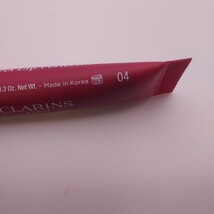 0.3 Oz. Net Wt. - Made in Korea
04
CLARINS